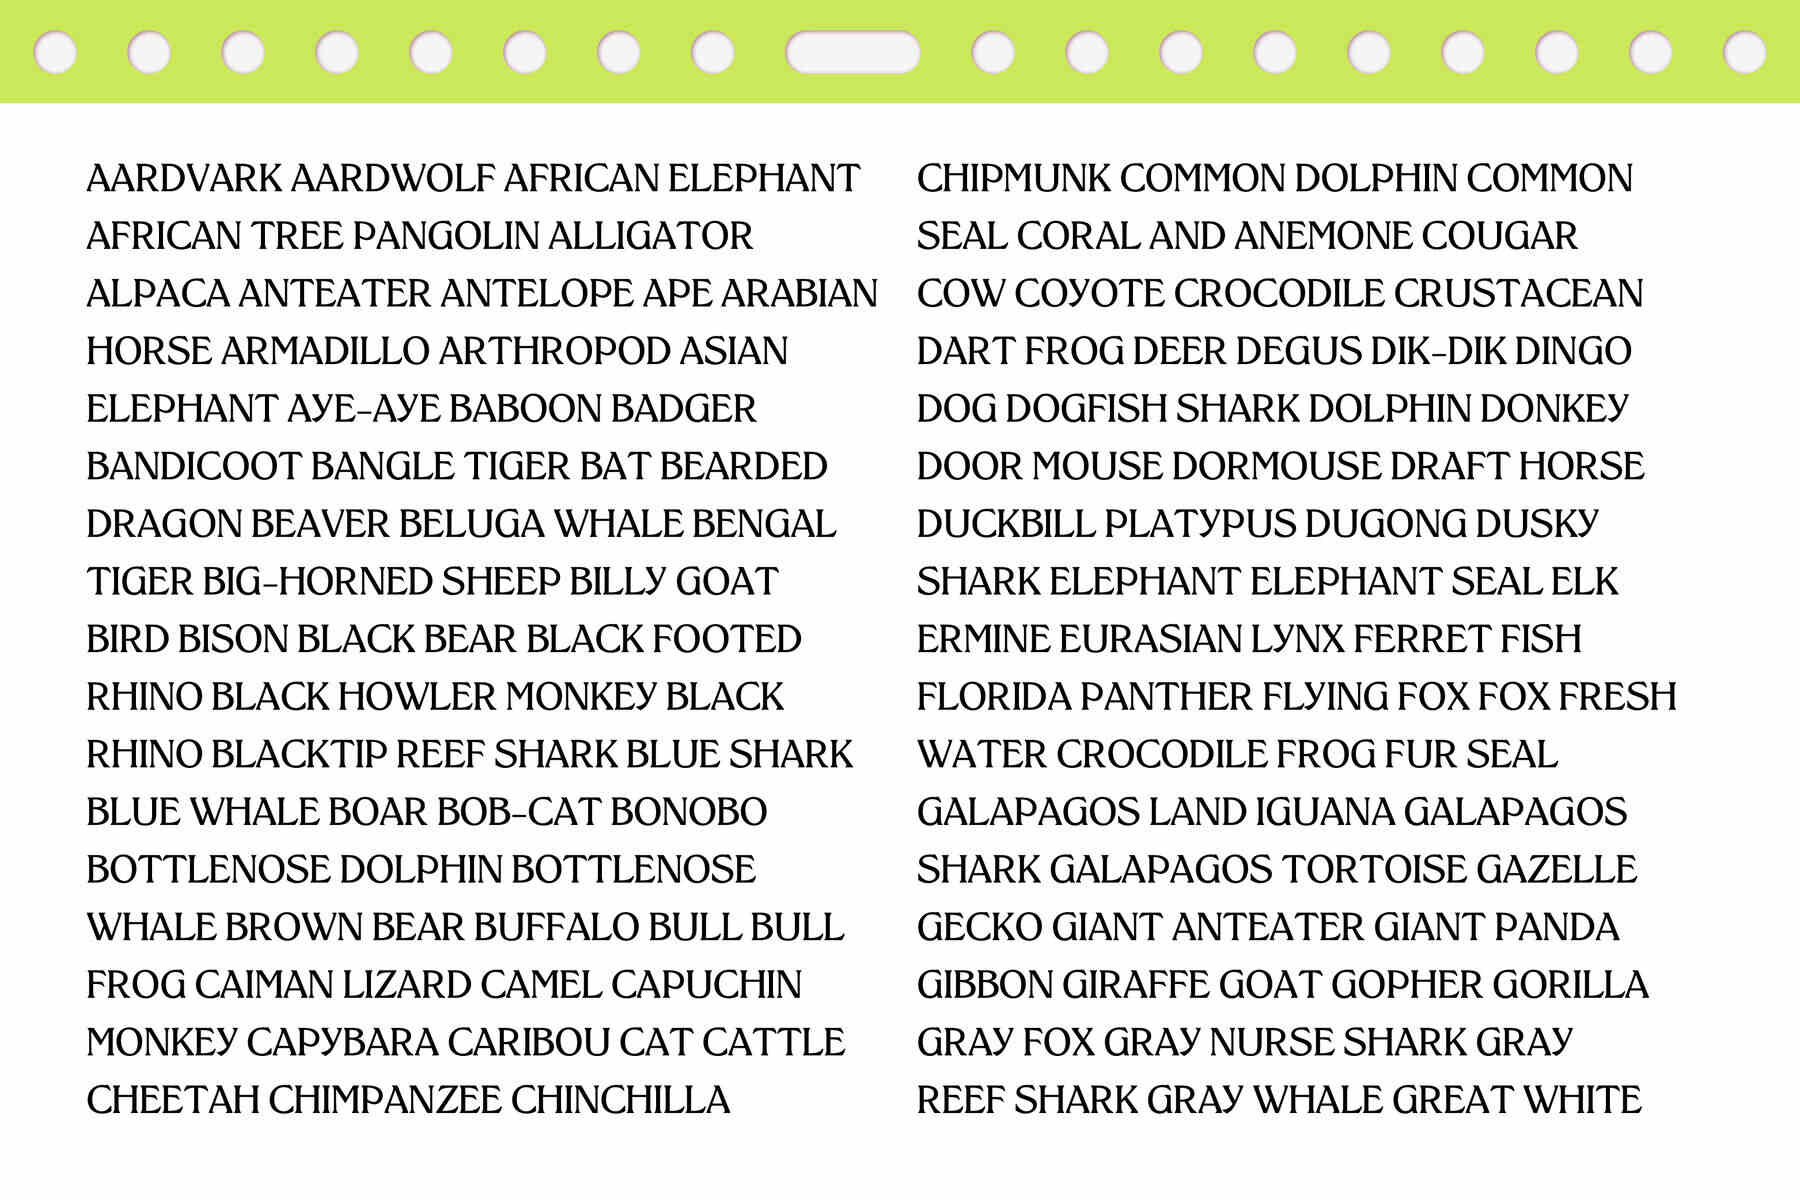 AARDVARK AARDWOLF AFRICAN ELEPHANT
AFRICAN TREE PANGOLIN ALLIGATOR
ALPACA ANTEATER ANTELOPE APE ARABIAN
HORSE ARMADILLO ARTHROPOD ASIAN
ELEPHANT AYE-AYE BABOON BADGER
BANDICOOT BANGLE TIGER BAT BEARDED
DRAGON BEAVER BELUGA WHALE BENGAL
TIGER BIG-HORNED SHEEP BILLY GOAT
BIRD BISON BLACK BEAR BLACK FOOTED
RHINO BLACK HOWLER MONKEY BLACK
RHINO BLACKTIP REEF SHARK BLUE SHARK
BLUE WHALE BOAR BOB-CAT BONOBO
BOTTLENOSE DOLPHIN BOTTLENOSE
WHALE BROWN BEAR BUFFALO BULL BULL
FROG CAIMAN LIZARD CAMEL CAPUCHIN
MONKEY CAPYBARA CARIBOU CAT CATTLE
CHEETAH CHIMPANZEE CHINCHILLA
CHIPMUNK COMMON DOLPHIN COMMON
SEAL CORAL AND ANEMONE COUGAR
COW COYOTE CROCODILE CRUSTACEAN
DART FROG DEER DEGUS DIK-DIK DINGO
DOG DOGFISH SHARK DOLPHIN DONKEY
DOOR MOUSE DORMOUSE DRAFT HORSE
DUCKBILL PLATYPUS DUGONG DUSKY
SHARK ELEPHANT ELEPHANT SEAL ELK
ERMINE EURASIAN LYNX FERRET FISH
FLORIDA PANTHER FLYING FOX FOX FRESH
WATER CROCODILE FROG FUR SEAL
GALAPAGOS LAND IGUANA GALAPAGOS
SHARK GALAPAGOS TORTOISE GAZELLE
GECKO GIANT ANTEATER GIANT PANDA
GIBBON GIRAFFE GOAT GOPHER GORILLA
GRAY FOX GRAY NURSE SHARK GRAY
REEF SHARK GRAY WHALE GREAT WHITE